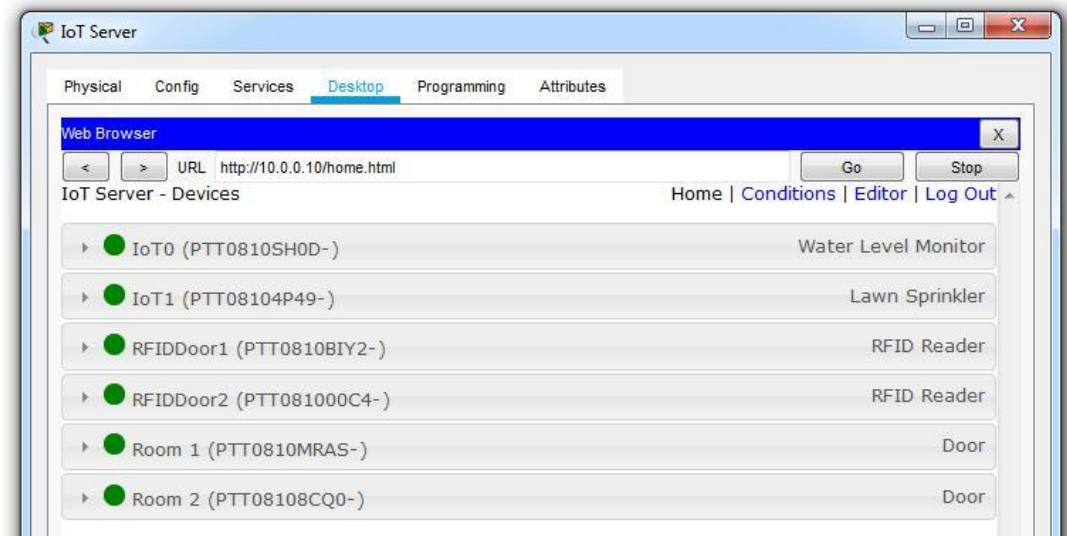 IoT Server
Physical Config Services Desktop Programming Attributes
Web Browser X
< > URL http://10.0.0.10/home.html Go Stop
IoT Server - Devices Home | Conditions | Editor | Log Out
IoT0 (PTT0810SH0D-) Water Level Monitor
IoT1 (PTT08104P49-) Lawn Sprinkler
RFIDDoor1 (PTT0810BIY2-) RFID Reader
RFIDDoor2 (PTT081000C4-) RFID Reader
Room 1 (PTT0810MRAS-) Door
Room 2 (PTT08108CQ0-) Door